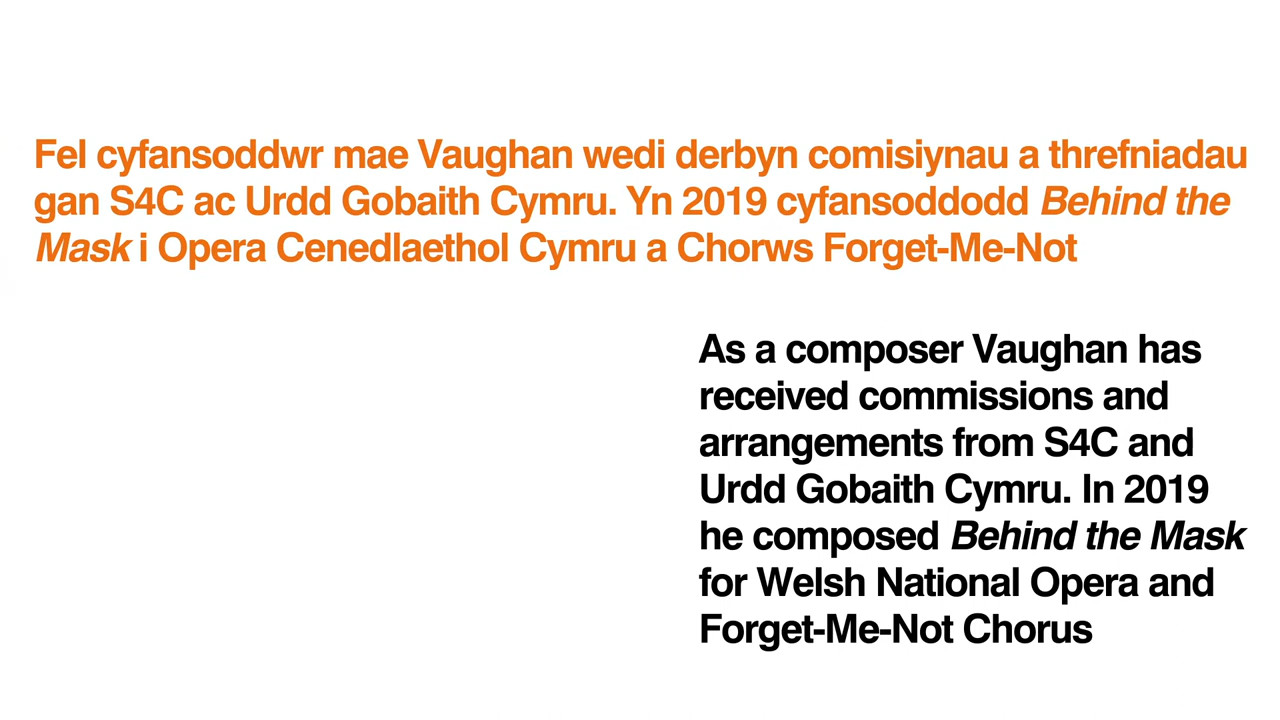 Fel cyfansoddwr mae Vaughan wedi derbyn comisiynau a threfniadau
gan S4C ac Urdd Gobaith Cymru. Yn 2019 cyfansoddodd Behind the
Mask i Opera Cenedlaethol Cymru a Chorws Forget-Me-Not
As a composer Vaughan has
received commissions and
arrangements from S4C and
Urdd Gobaith Cymru. In 2019
he composed Behind the Mask
for Welsh National Opera and
Forget-Me-Not Chorus